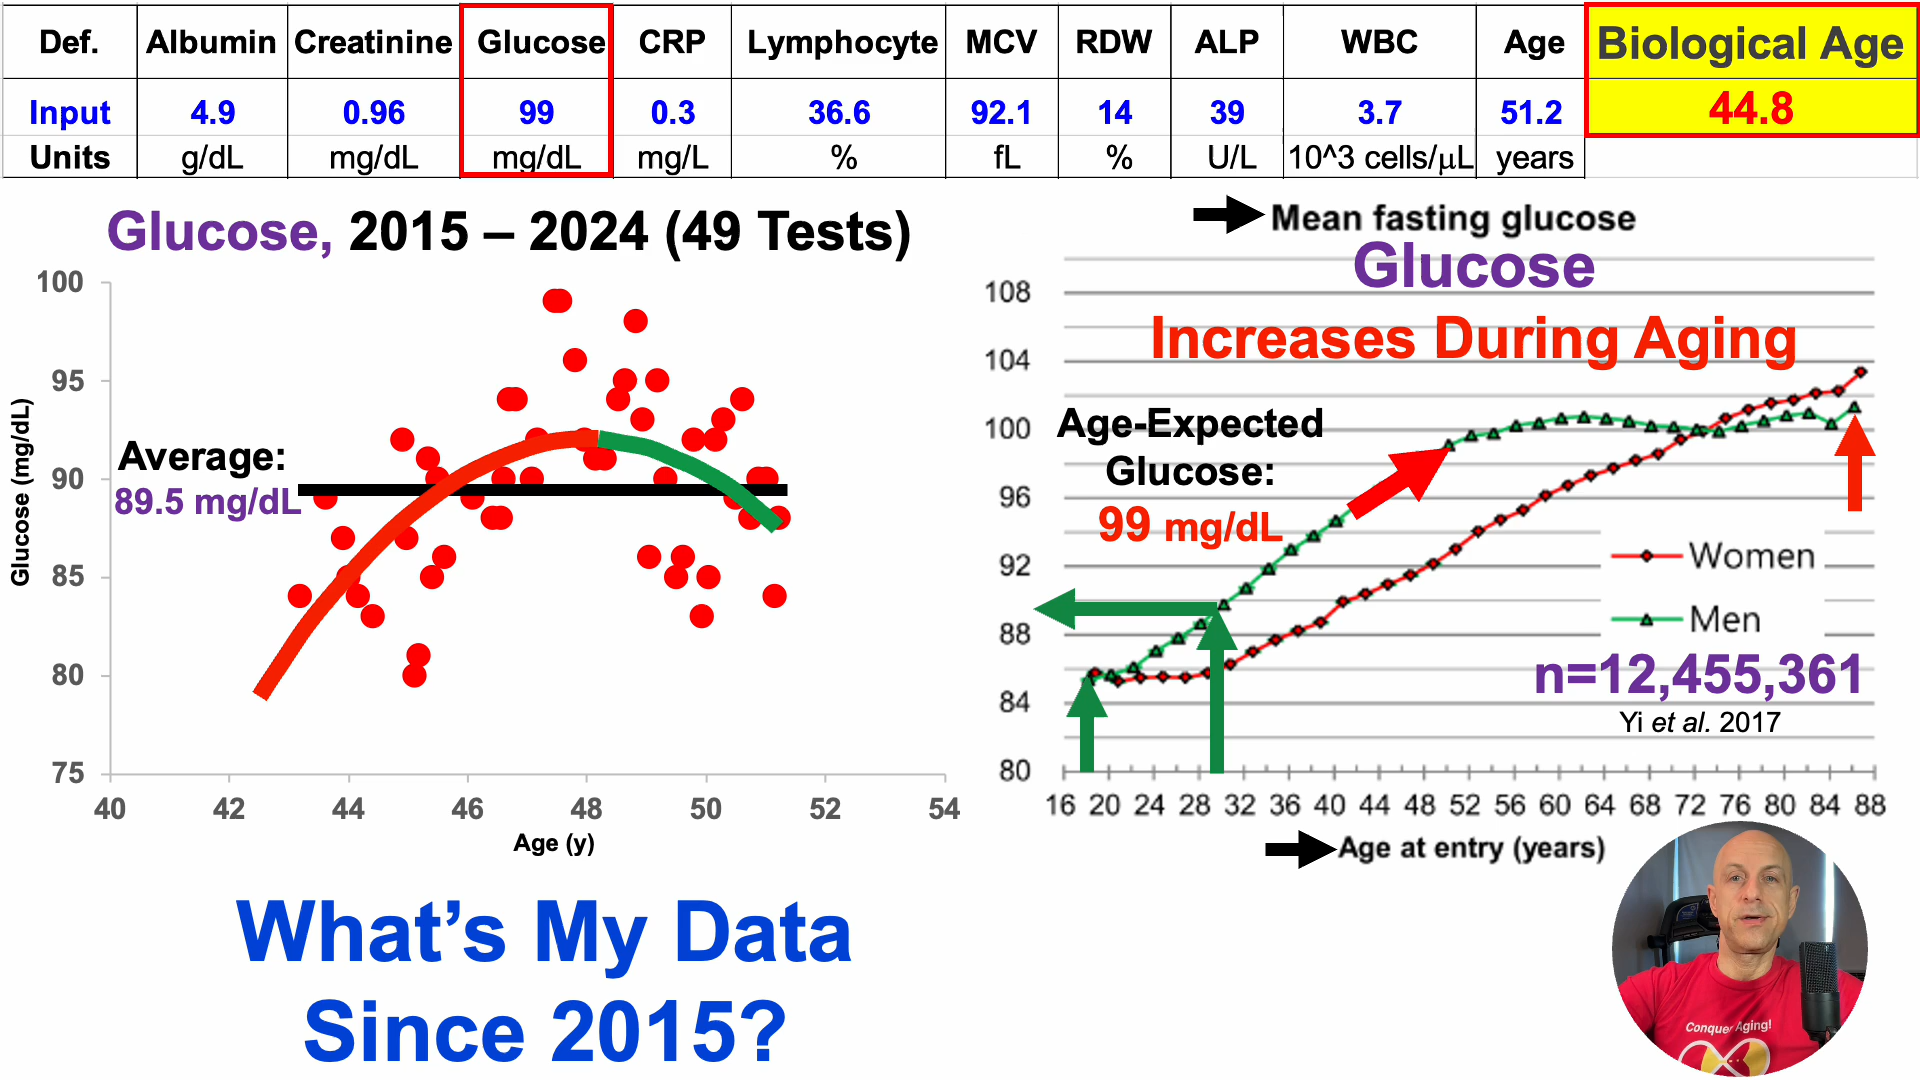 Def. Albumin Creatinine Glucose CRP Lymphocyte MCV RDW ALP WBC Age Biological Age
Input 4.9 0.96 99 0.3 36.6 92.1 14 39 3.7 51.2 44.8
Units g/dL mg/dL mg/dL mg/L % fL % U/L 10^3 cells/μL years
Glucose, 2015 – 2024 (49 Tests)
100
95
90
85
80
75
Glucose (mg/dL)
Average:
89.5 mg/dL
40 42 44 46 48 50 52 54
Age (y)
Mean fasting glucose
Glucose
Increases During Aging
108
104
100
96
92
88
84
80
Age-Expected
Glucose:
99 mg/dL
Women
Men
n=12,455,361
Yi et al. 2017
16 20 24 28 32 36 40 44 48 52 56 60 64 68 72 76 80 84 88
Age at entry (years)
What's My Data
Since 2015?
Conquer Aging!